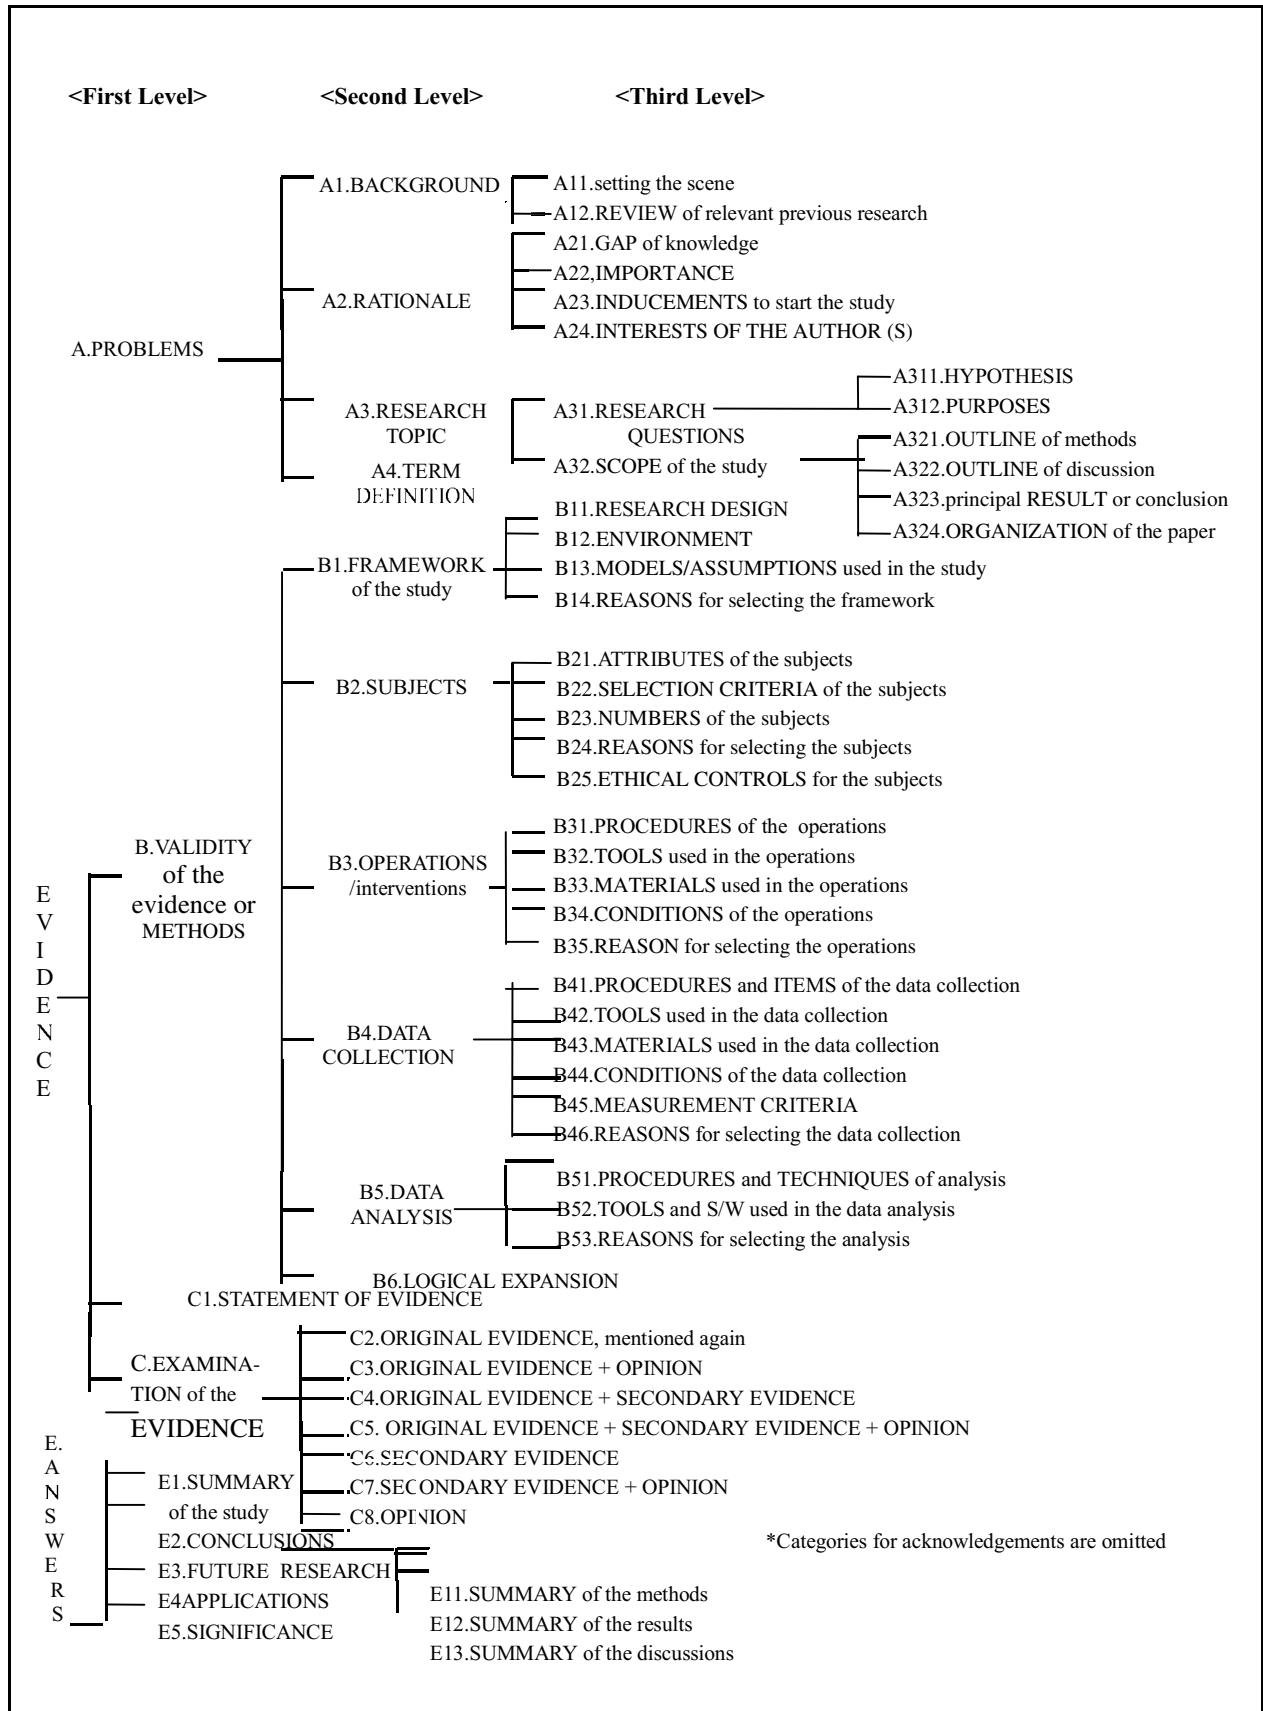 <First Level> <Second Level> <Third Level>
A1.BACKGROUND
A11.setting the scene
A12.REVIEW of relevant previous research
A21.GAP of knowledge
A22,IMPORTANCE
A2.RATIONALE
A23.INDUCEMENTS to start the study
A24.INTERESTS OF THE AUTHOR (S)
A.PROBLEMS
A311.HYPOTHESIS
A3.RESEARCH
TOPIC
A31.RESEARCH
QUESTIONS
A312.PURPOSES
A321.OUTLINE of methods
A32.SCOPE of the study
A322.OUTLINE of discussion
A4.TERM
DEFINITION
A323.principal RESULT or conclusion
A324.ORGANIZATION of the paper
B11.RESEARCH DESIGN
B12.ENVIRONMENT
B1.FRAMEWORK
of the study
B13.MODELS/ASSUMPTIONS used in the study
B14.REASONS for selecting the framework
B21.ATTRIBUTES of the subjects
B2.SUBJECTS
B22.SELECTION CRITERIA of the subjects
B23.NUMBERS of the subjects
B24.REASONS for selecting the subjects
B25.ETHICAL CONTROLS for the subjects
B31.PROCEDURES of the operations
B.VALIDITY
of the
evidence or
METHODS
B32.TOOLS used in the operations
B3.OPERATIONS
/interventions
B33.MATERIALS used in the operations
B34.CONDITIONS of the operations
B35.REASON for selecting the operations
EVIDENCE
B41.PROCEDURES and ITEMS of the data collection
B42.TOOLS used in the data collection
B4.DATA
COLLECTION
B43.MATERIALS used in the data collection
B44.CONDITIONS of the data collection
B45.MEASUREMENT CRITERIA
B46.REASONS for selecting the data collection
B5.DATA
ANALYSIS
B51.PROCEDURES and TECHNIQUES of analysis
B52.TOOLS and S/W used in the data analysis
B53.REASONS for selecting the analysis
B6.LOGICAL EXPANSION
C1.STATEMENT OF EVIDENCE
C.EXAMINA-
TION of the
EVIDENCE
C2.ORIGINAL EVIDENCE, mentioned again
C3.ORIGINAL EVIDENCE + OPINION
C4.ORIGINAL EVIDENCE + SECONDARY EVIDENCE
C5. ORIGINAL EVIDENCE + SECONDARY EVIDENCE + OPINION
C6.SECONDARY EVIDENCE
C7.SECONDARY EVIDENCE + OPINION
C8.OPINION
E.ANSWERS
E1.SUMMARY
of the study
E2.CONCLUSIONS
E3.FUTURE RESEARCH
E4APPLICATIONS
E5.SIGNIFICANCE
*Categories for acknowledgements are omitted
E11.SUMMARY of the methods
E12.SUMMARY of the results
E13.SUMMARY of the discussions